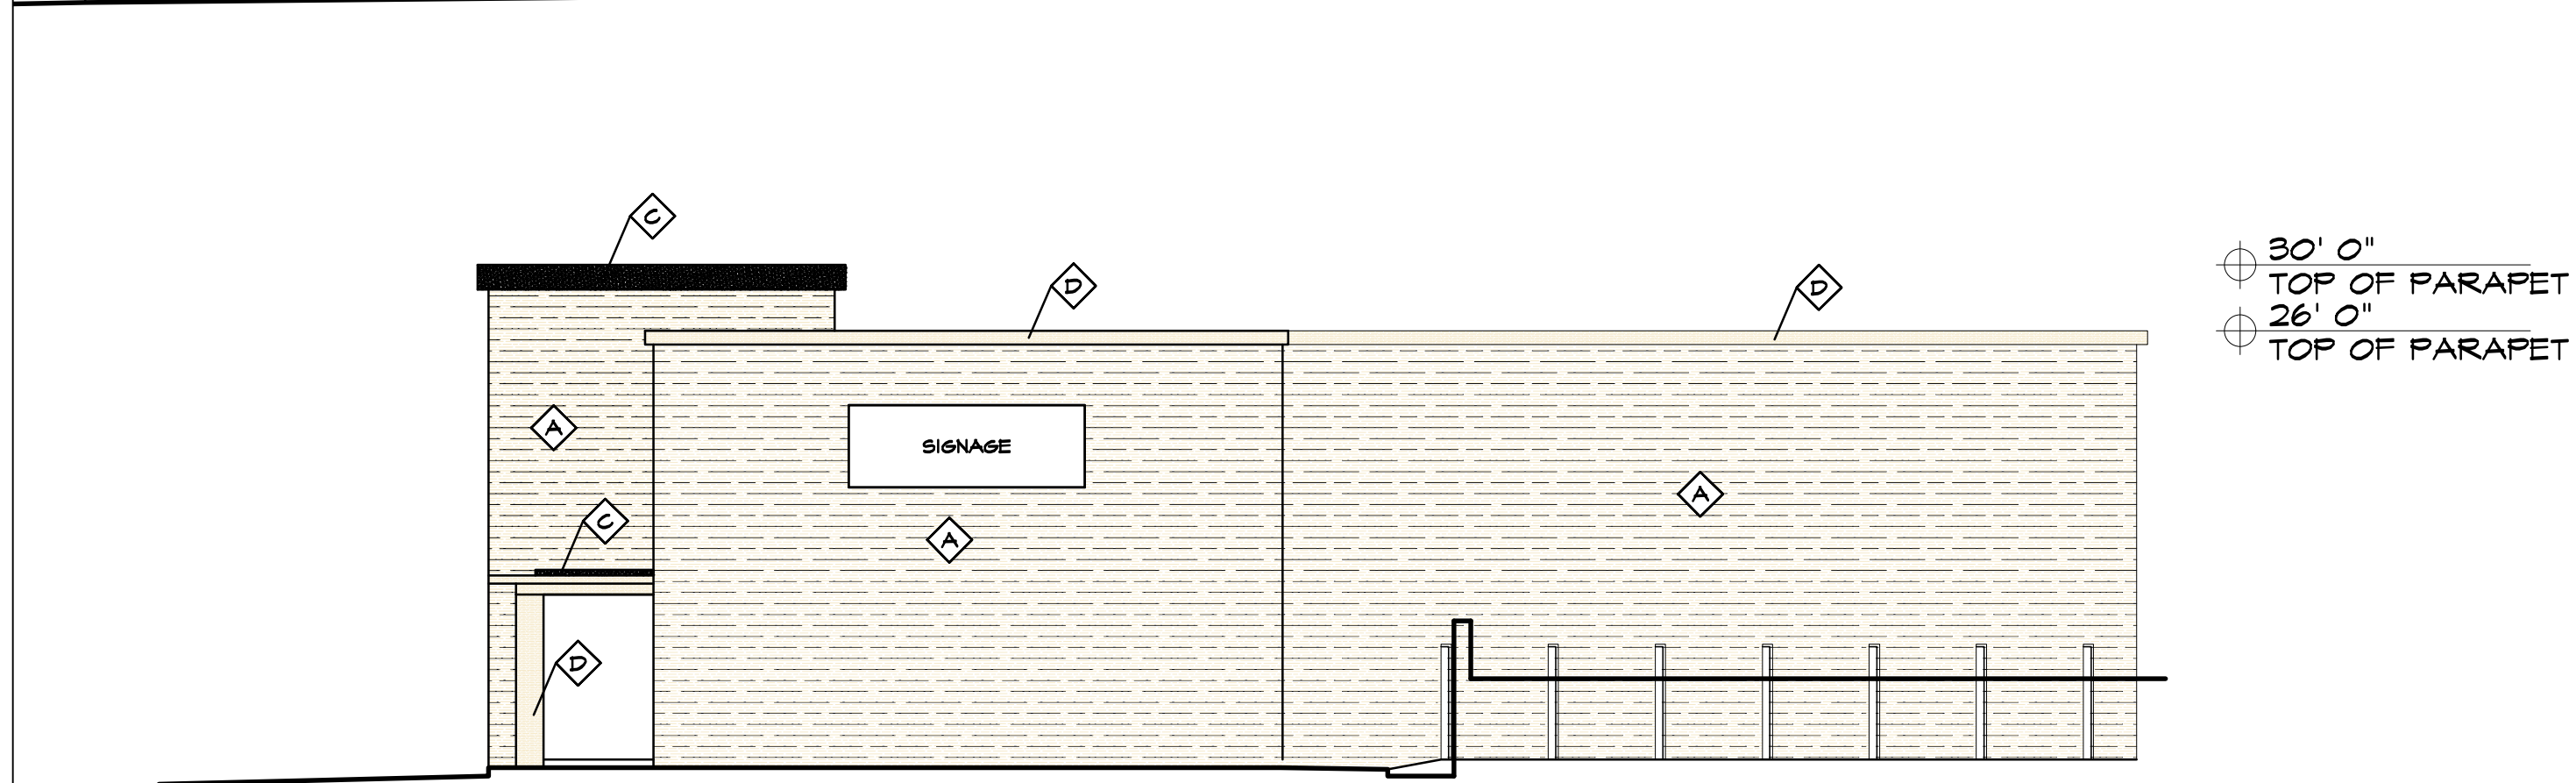 C
D
D
30' 0"
TOP OF PARAPET
26' 0"
TOP OF PARAPET
A
SIGNAGE
A
C
A
D